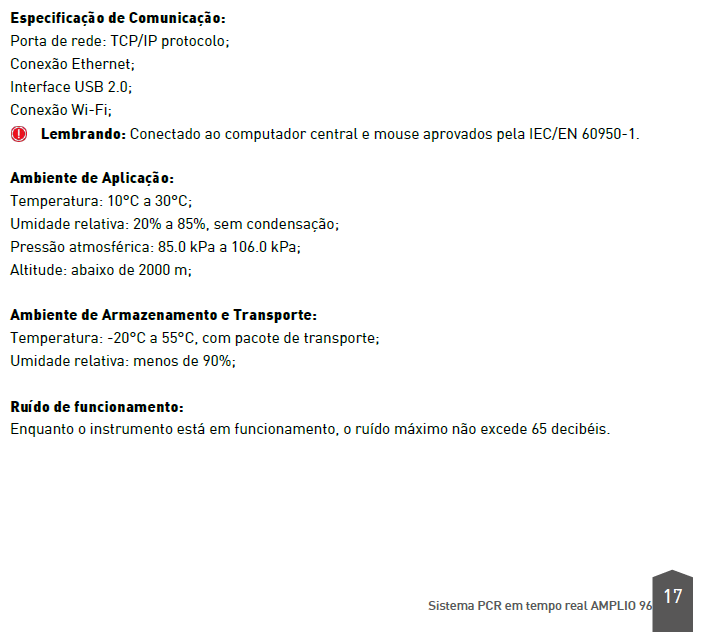 Especificação de Comunicação:
Porta de rede: TCP/IP protocolo;
Conexão Ethernet;
Interface USB 2.0;
Conexão Wi-Fi;
Lembrando: Conectado ao computador central e mouse aprovados pela IEC/EN 60950-1.
Ambiente de Aplicação:
Temperatura: 10°C a 30°C;
Umidade relativa: 20% a 85%, sem condensação;
Pressão atmosférica: 85.0 kPa a 106.0 kPa;
Altitude: abaixo de 2000 m;
Ambiente de Armazenamento e Transporte:
Temperatura: -20°C a 55°C, com pacote de transporte;
Umidade relativa: menos de 90%;
Ruído de funcionamento:
Enquanto o instrumento está em funcionamento, o ruído máximo não excede 65 decibéis.
Sistema PCR em tempo real AMPLIO 96
17